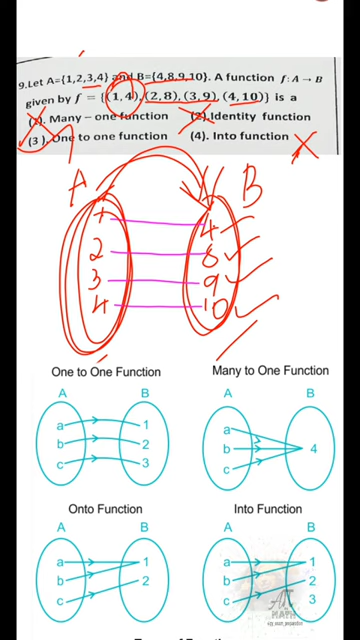 9.Let A={1,2,3,4} and B={4,8,9,10}. A function f: A → B
given by f = {(1,4),(2,8),(3,9),(4,10)} is a
(1). Many – one function (2).Identity function
(3). One to one function (4). Into function
A B
1 4
2 8
3 9
4 10
One to One Function Many to One Function
A B A B
a 1 a
b 2 b 4
c 3 c
Onto Function Into Function
A B A B
a 1 a 1
b 2 b 2
c c 3